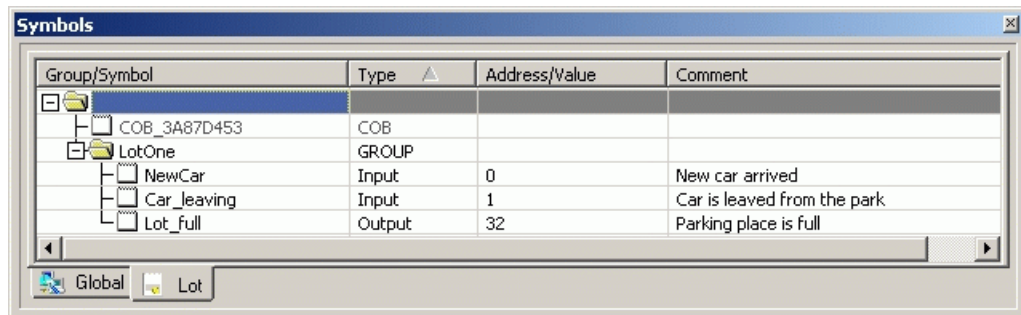 Symbols
Group/Symbol Type Address/Value Comment
COB_3A87D453 COB
LotOne GROUP
NewCar Input 0 New car arrived
Car_leaving Input 1 Car is leaved from the park
Lot_full Output 32 Parking place is full
Global Lot